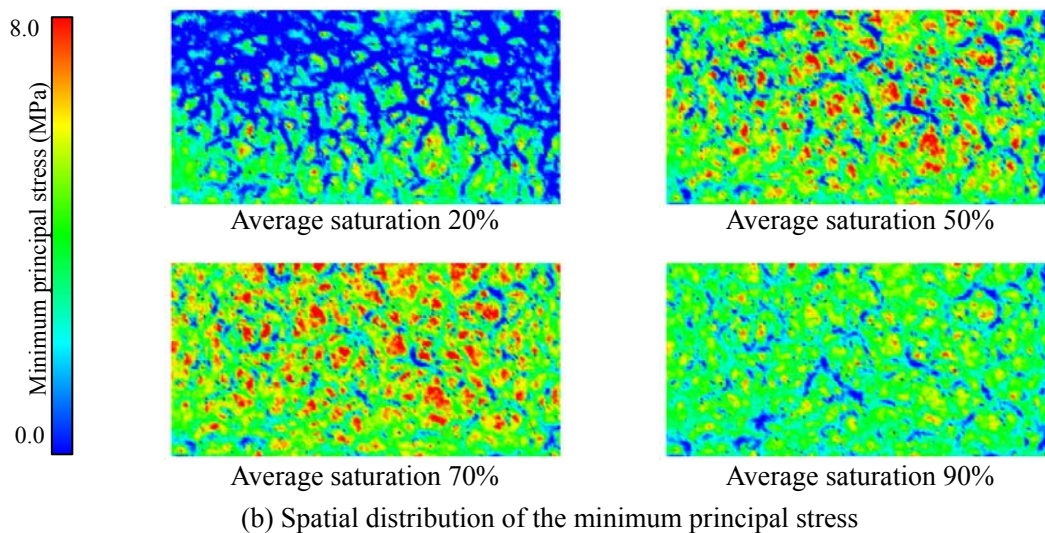 8.0
Minimum principal stress (MPa)
0.0
Average saturation 20%
Average saturation 50%
Average saturation 70%
Average saturation 90%
(b) Spatial distribution of the minimum principal stress